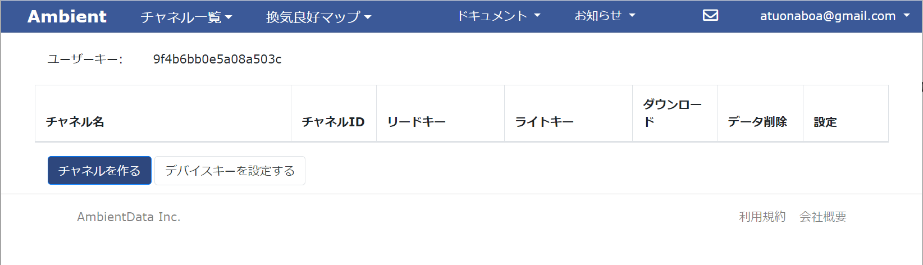 Ambient チャネル一覧 換気良好マップ ドキュメント お知らせ atuonaboa@gmail.com
ユーザーキー: 9f4b6bb0e5a08a503c
チャネル名 チャネルID リードキー ライトキー ダウンロー
ド データ削除 設定
チャネルを作る デバイスキーを設定する
AmbientData Inc. 利用規約 会社概要